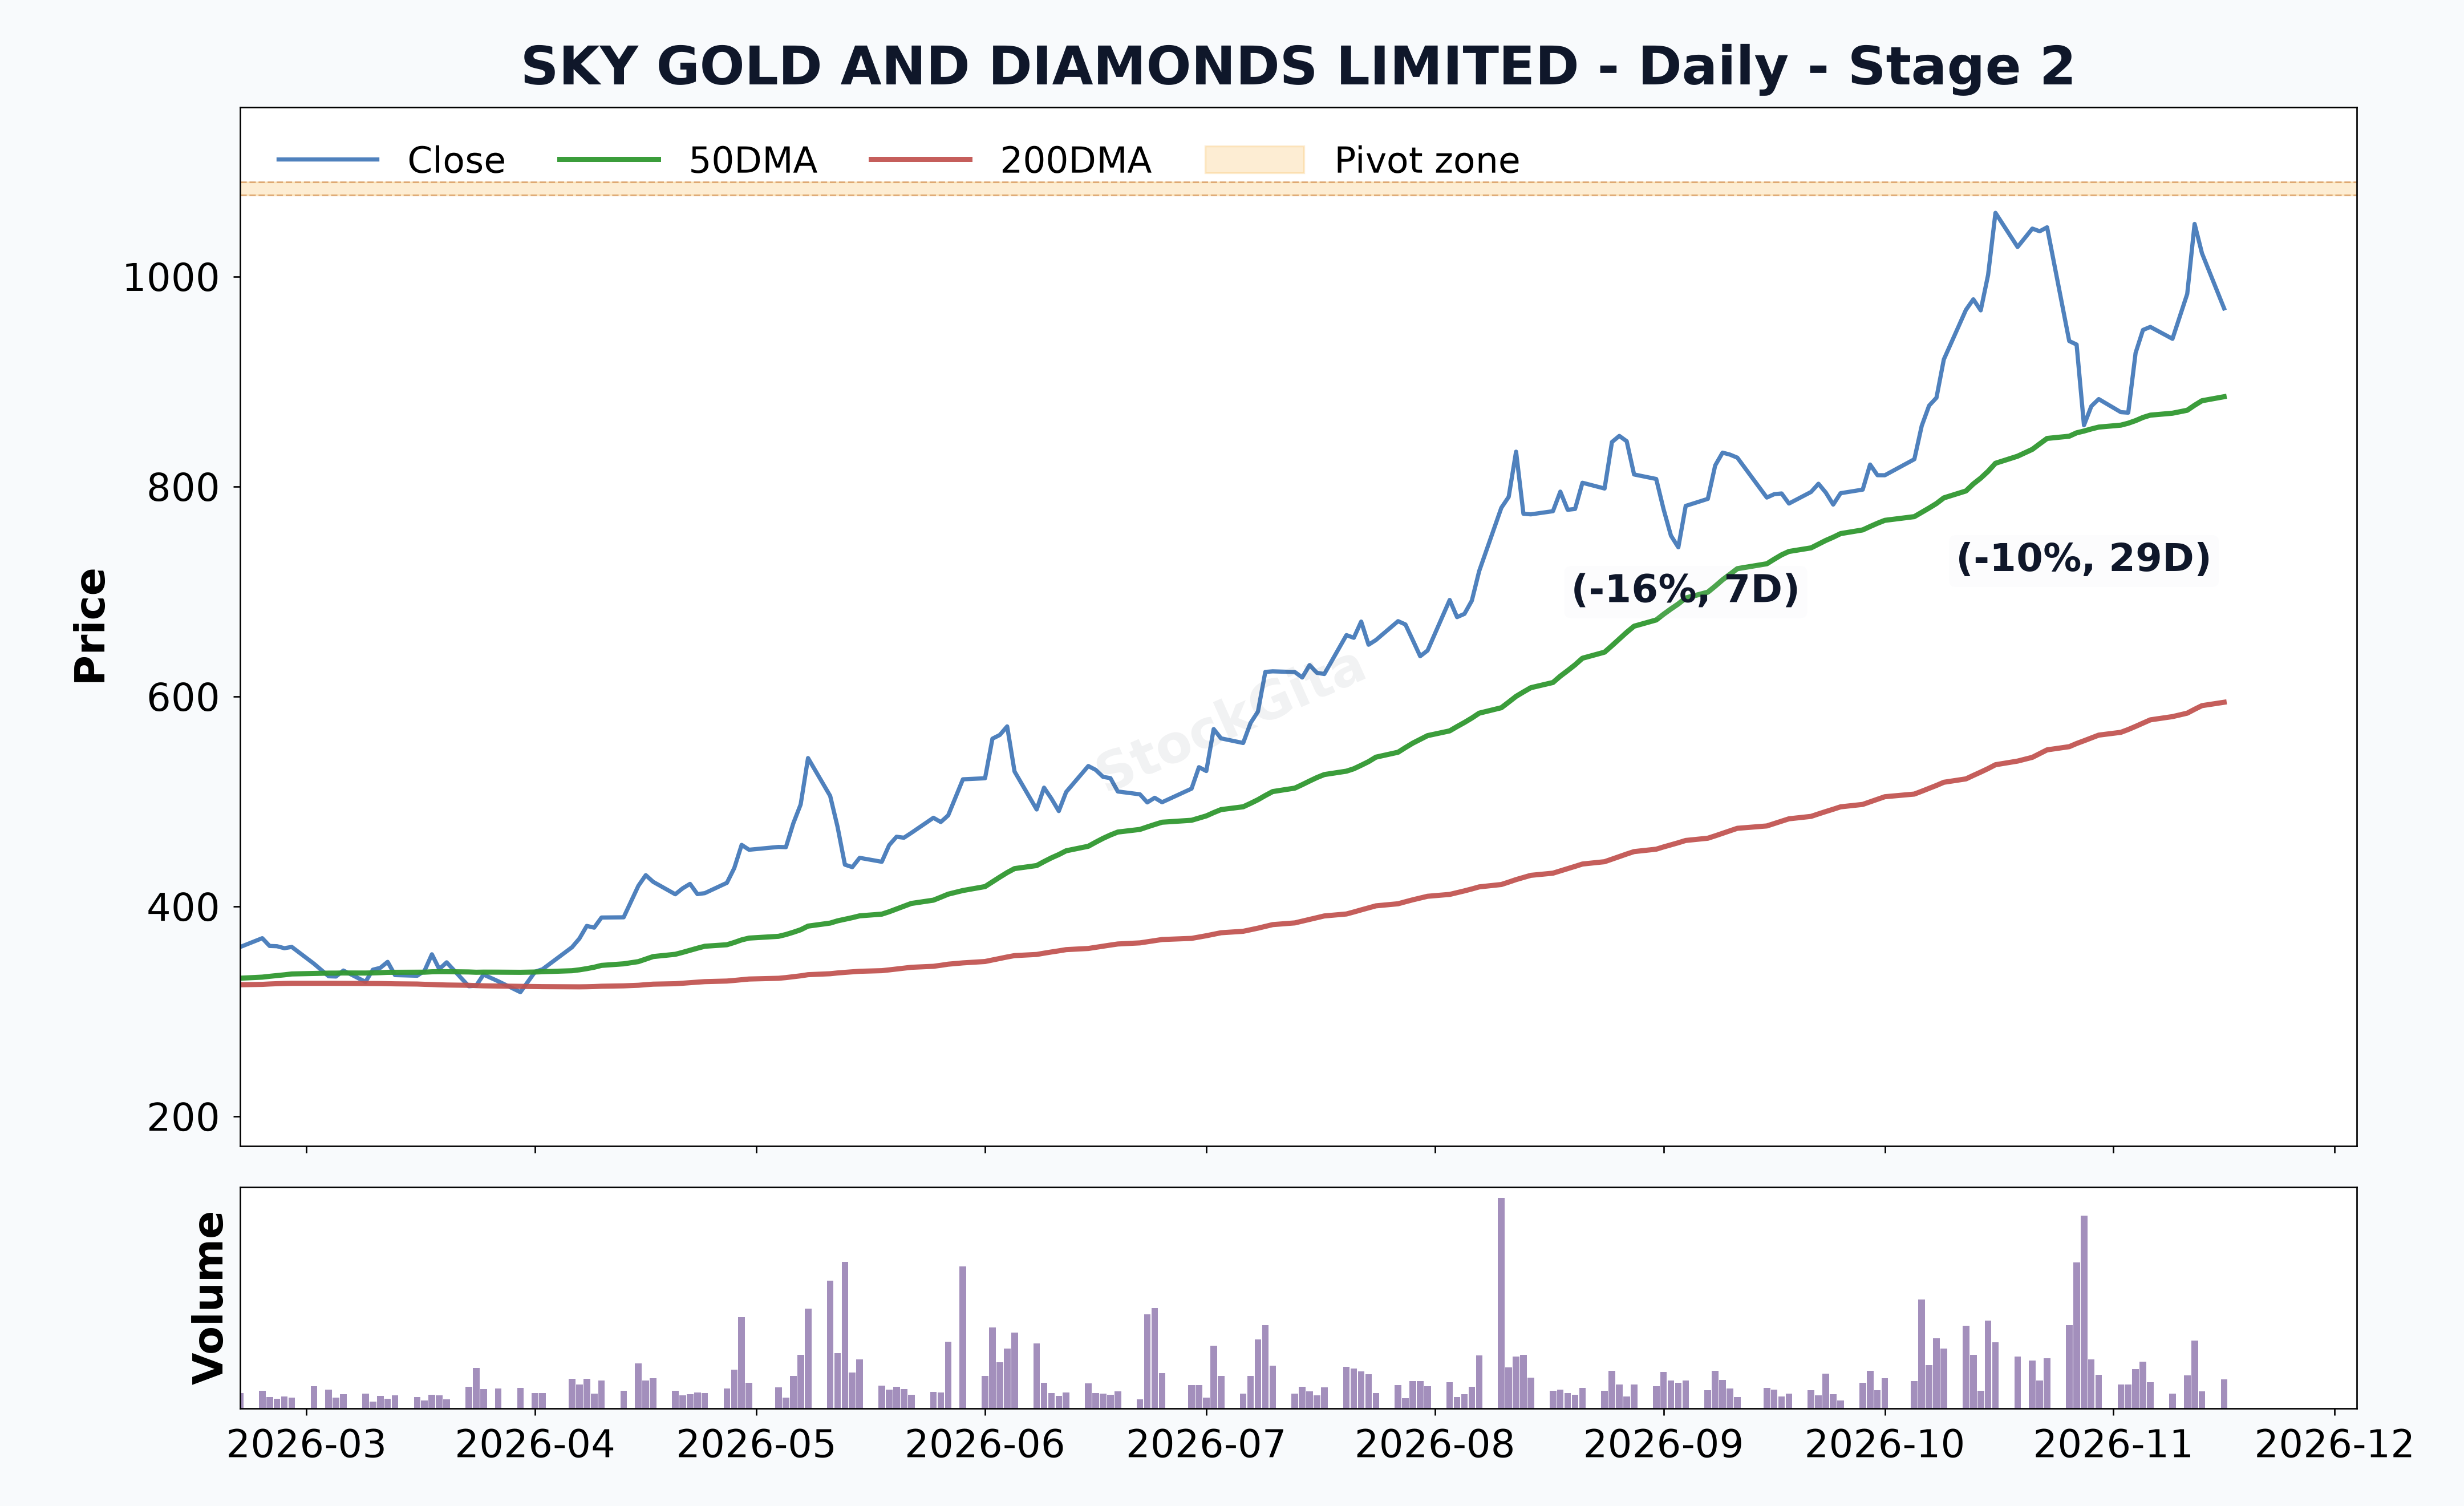 SKY GOLD AND DIAMONDS LIMITED - Daily - Stage 2
Close 50DMA 200DMA Pivot zone
1000
800
600
400
200
Price
(-16%, 7D)
(-10%, 29D)
StockGita
Volume
2026-03 2026-04 2026-05 2026-06 2026-07 2026-08 2026-09 2026-10 2026-11 2026-12